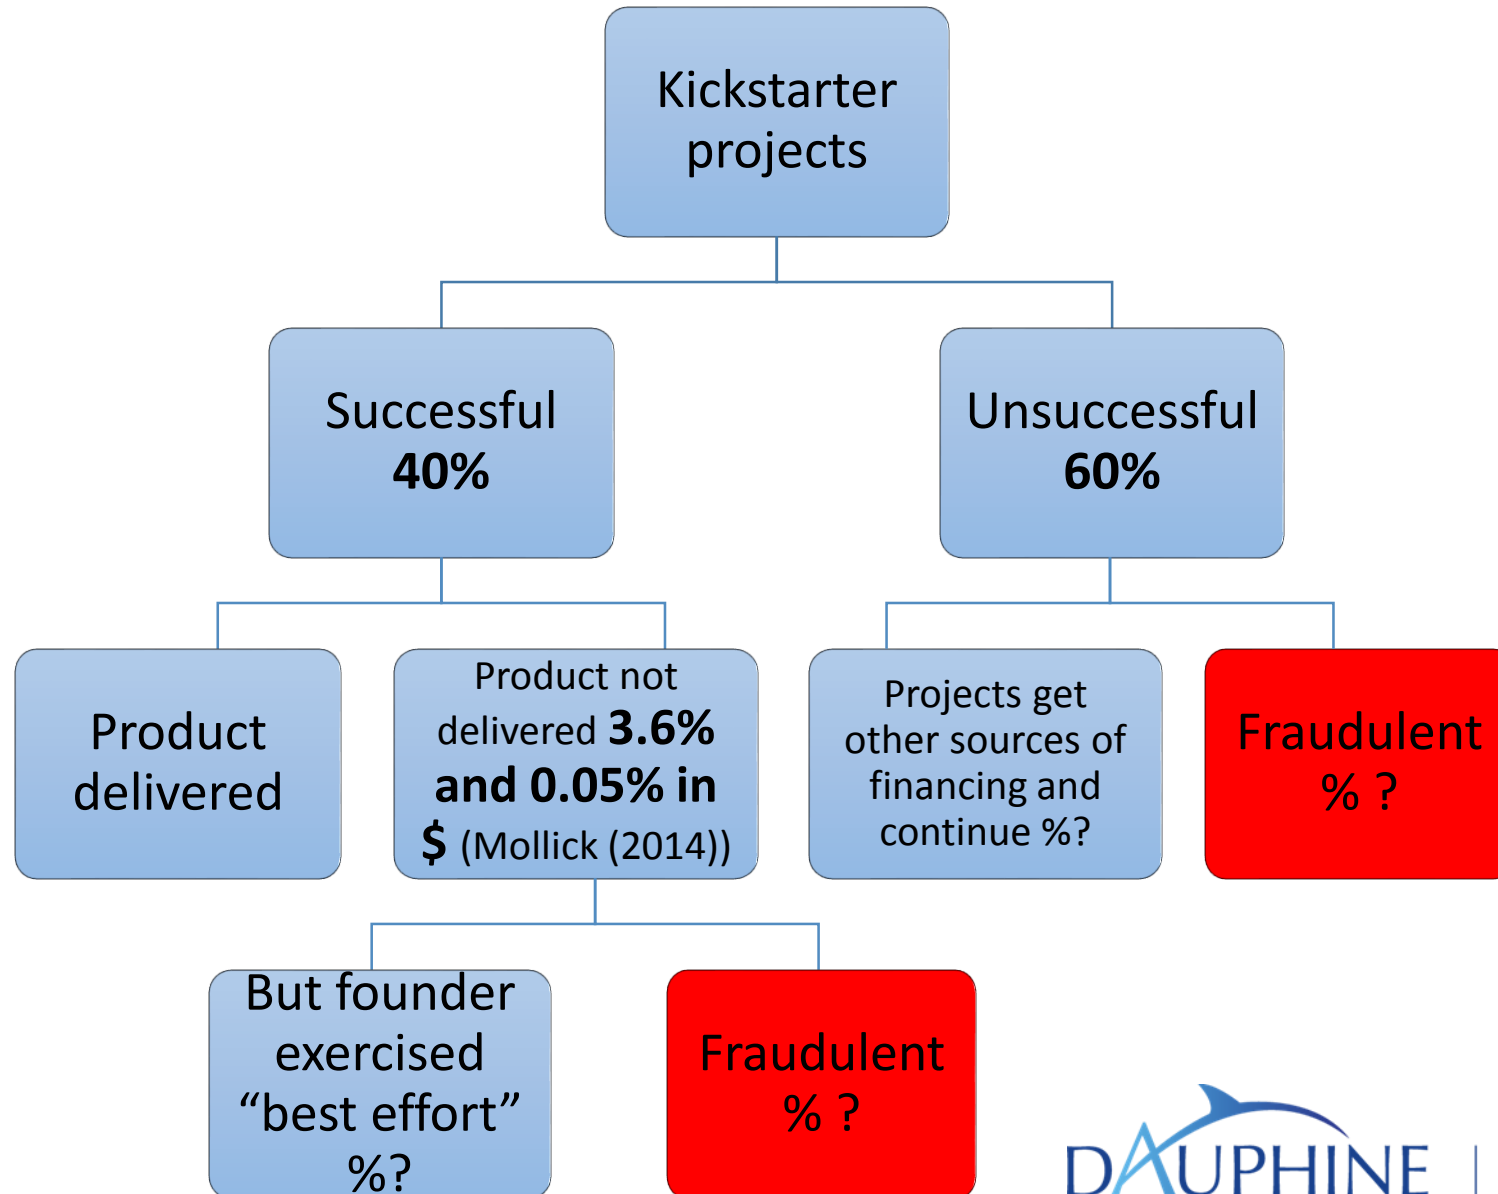 Kickstarter
projects
Successful
40%
Unsuccessful
60%
Product
delivered
Product not
delivered 3.6%
and 0.05% in
$ (Mollick (2014))
Projects get
other sources of
financing and
continue %?
Fraudulent
% ?
But founder
exercised
“best effort”
%?
Fraudulent
% ?
DAUPHINE